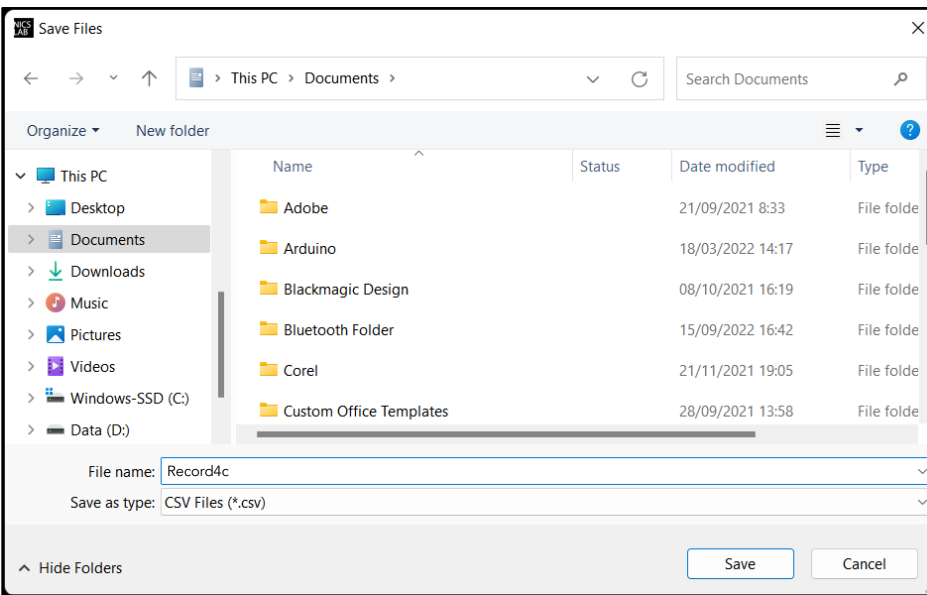 NICS LAB Save Files
This PC > Documents >
Search Documents
Organize New folder
?
Name Status Date modified Type
This PC
Desktop
Documents
Downloads
Music
Pictures
Videos
Windows-SSD (C:)
Data (D:)
Adobe 21/09/2021 8:33 File folde
Arduino 18/03/2022 14:17 File folde
Blackmagic Design 08/10/2021 16:19 File folde
Bluetooth Folder 15/09/2022 16:42 File folde
Corel 21/11/2021 19:05 File folde
Custom Office Templates 28/09/2021 13:58 File folde
File name: Record4c
Save as type: CSV Files (*.csv)
Hide Folders Save Cancel